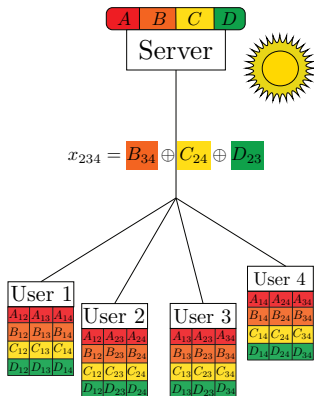 A B C D
Server
x₂₃₄ = B₃₄ ⊕ C₂₄ ⊕ D₂₃
User 1
A₁₂ A₁₃ A₁₄
B₁₂ B₁₃ B₁₄
C₁₂ C₁₃ C₁₄
D₁₂ D₁₃ D₁₄
User 2
A₁₂ A₂₃ A₂₄
B₁₂ B₂₃ B₂₄
C₁₂ C₂₃ C₂₄
D₁₂ D₂₃ D₂₄
User 3
A₁₃ A₂₃ A₃₄
B₁₃ B₂₃ B₃₄
C₁₃ C₂₃ C₃₄
D₁₃ D₂₃ D₃₄
User 4
A₁₄ A₂₄ A₃₄
B₁₄ B₂₄ B₃₄
C₁₄ C₂₄ C₃₄
D₁₄ D₂₄ D₃₄